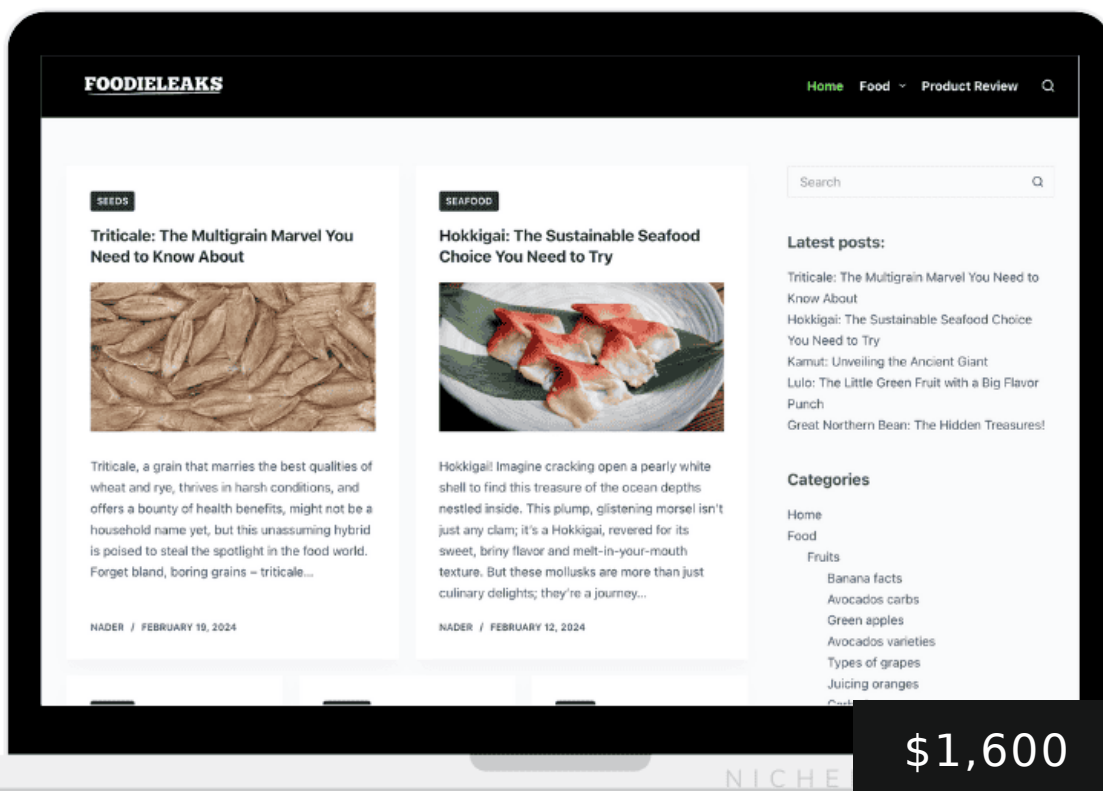 FOODIELEAKS
Home Food Product Review
SEEDS
Triticale: The Multigrain Marvel You
Need to Know About
Triticale, a grain that marries the best qualities of
wheat and rye, thrives in harsh conditions, and
offers a bounty of health benefits, might not be a
household name yet, but this unassuming hybrid
is poised to steal the spotlight in the food world.
Forget bland, boring grains – triticale...
NADER / FEBRUARY 19, 2024
SEAFOOD
Hokkigai: The Sustainable Seafood
Choice You Need to Try
Hokkigai! Imagine cracking open a pearly white
shell to find this treasure of the ocean depths
nestled inside. This plump, glistening morsel isn't
just any clam; it's a Hokkigai, revered for its
sweet, briny flavor and melt-in-your-mouth
texture. But these mollusks are more than just
culinary delights; they're a journey...
NADER / FEBRUARY 12, 2024
Search
Latest posts:
Triticale: The Multigrain Marvel You Need to
Know About
Hokkigai: The Sustainable Seafood Choice
You Need to Try
Kamut: Unveiling the Ancient Giant
Lulo: The Little Green Fruit with a Big Flavor
Punch
Great Northern Bean: The Hidden Treasures!
Categories
Home
Food
Fruits
Banana facts
Avocados carbs
Green apples
Avocados varieties
Types of grapes
Juicing oranges
$1,600